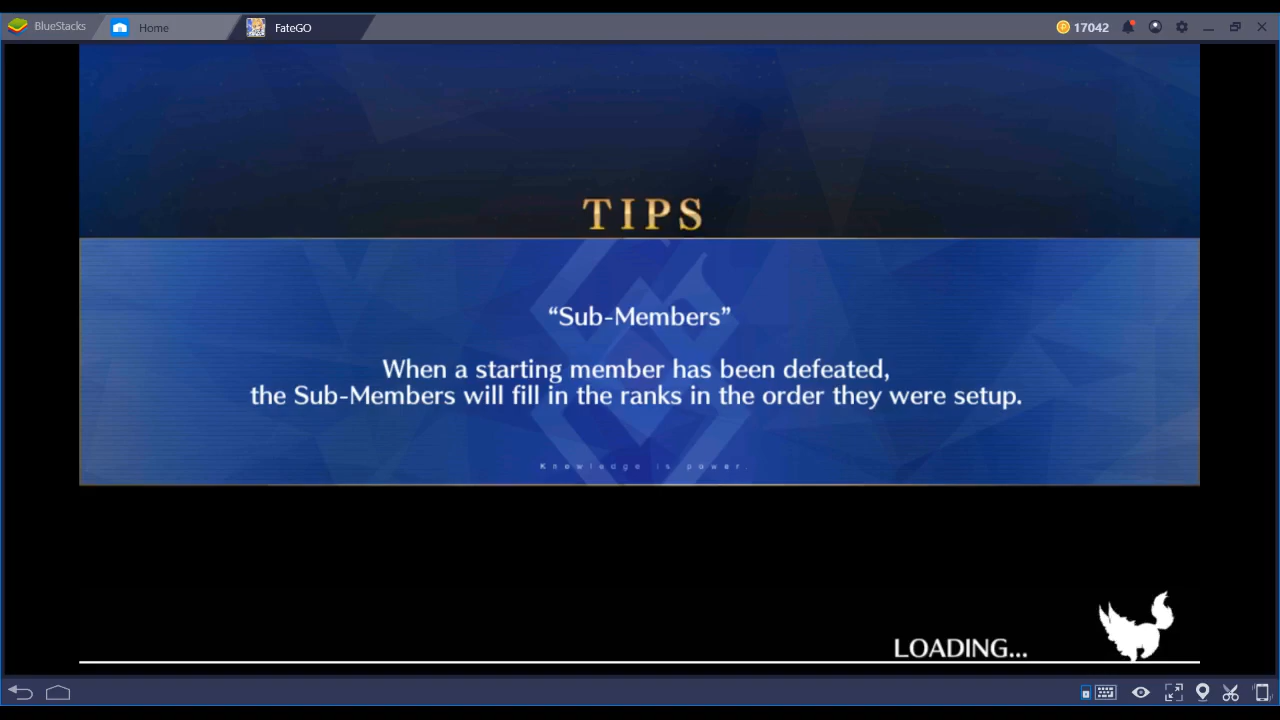 BlueStacks
Home
FateGO
17042
TIPS
“Sub-Members”
When a starting member has been defeated,
the Sub-Members will fill in the ranks in the order they were setup.
Knowledge is power.
LOADING...